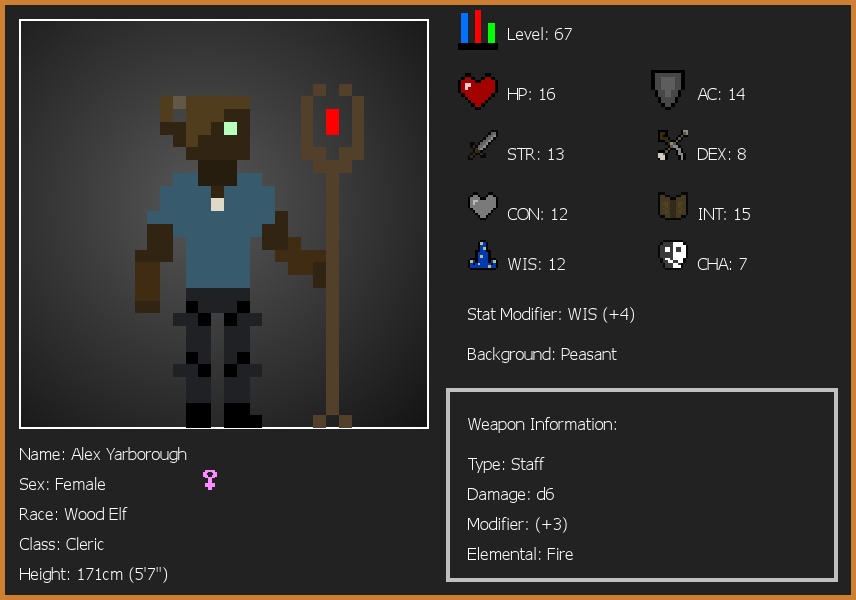 Level: 67
HP: 16
AC: 14
STR: 13
DEX: 8
CON: 12
INT: 15
WIS: 12
CHA: 7
Stat Modifier: WIS (+4)
Background: Peasant
Weapon Information:
Type: Staff
Damage: d6
Modifier: (+3)
Elemental: Fire
Name: Alex Yarborough
Sex: Female
Race: Wood Elf
Class: Cleric
Height: 171cm (5'7")